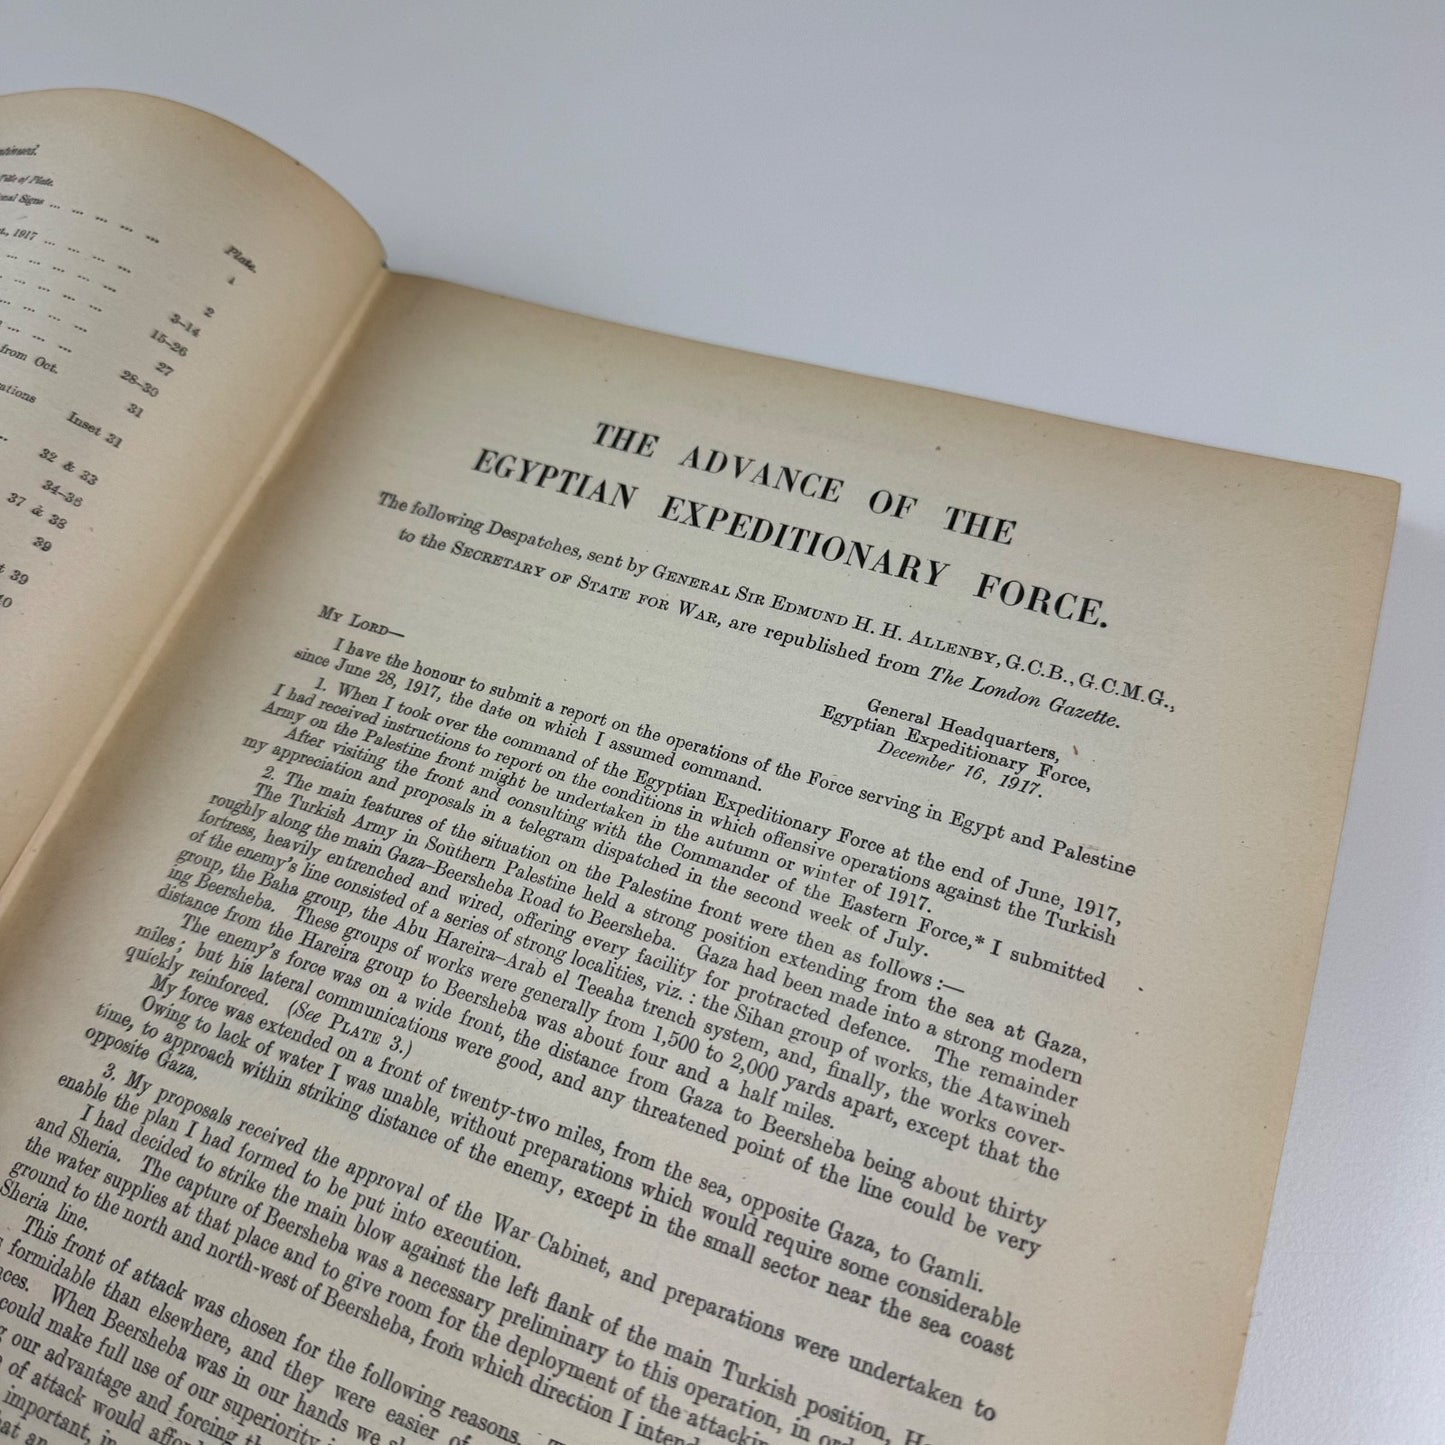 Title of Plate.
Signs ... ... ... ... ...
Plate.
1917 ... ... ... ...
1
2
3–14
15–26
27
from Oct.
28–30
31
Inset 31
32 & 33
34–36
37 & 38
39
39
THE ADVANCE OF THE
EGYPTIAN EXPEDITIONARY FORCE.
The following Despatches, sent by GENERAL SIR EDMUND H. H. ALLENBY, G.C.B., G.C.M.G.,
to the SECRETARY OF STATE FOR WAR, are republished from The London Gazette.
General Headquarters,
Egyptian Expeditionary Force,
December 16, 1917.
MY LORD—
I have the honour to submit a report on the operations of the Force serving in Egypt and Palestine
since June 28, 1917, the date on which I assumed command.
1. When I took over the command of the Egyptian Expeditionary Force at the end of June, 1917,
I had received instructions to report on the conditions in which offensive operations against the Turkish
Army on the Palestine front might be undertaken in the autumn or winter of 1917.
After visiting the front and consulting with the Commander of the Eastern Force,* I submitted
my appreciation and proposals in a telegram dispatched in the second week of July.
2. The main features of the situation on the Palestine front were then as follows :—
The Turkish Army in Southern Palestine held a strong position extending from the sea at Gaza,
roughly along the main Gaza–Beersheba Road to Beersheba. Gaza had been made into a strong modern
fortress, heavily entrenched and wired, offering every facility for protracted defence. The remainder
of the enemy's line consisted of a series of strong localities, viz. : the Sihan group of works, the Atawineh
group, the Baha group, the Abu Hareira–Arab el Teeaha trench system, and, finally, the works cover-
ing Beersheba. These groups of works were generally from 1,500 to 2,000 yards apart, except that the
distance from the Hareira group to Beersheba was about four and a half miles.
The enemy's force was on a wide front, the distance from Gaza to Beersheba being about thirty
miles; but his lateral communications were good, and any threatened point of the line could be very
quickly reinforced. (See PLATE 3.)
My force was extended on a front of twenty-two miles, from the sea, opposite Gaza, to Gamli.
Owing to lack of water I was unable, without preparations which would require some considerable
time, to approach within striking distance of the enemy, except in the small sector near the sea coast
opposite Gaza.
3. My proposals received the approval of the War Cabinet, and preparations were undertaken to
enable the plan I had formed to be put into execution.
I had decided to strike the main blow against the left flank of the main Turkish position,
and Sheria. The capture of Beersheba was a necessary preliminary to this operation, in
the water supplies at that place and to give room for the deployment of the
ground to the north and north-west of Beersheba, from which direction I
Sheria line.
This front of attack was chosen for the following reasons.
formidable than elsewhere, and they were easier of
When Beersheba was in our hands we
could make full use of our superiority
our advantage and forcing
of attack would
important, in